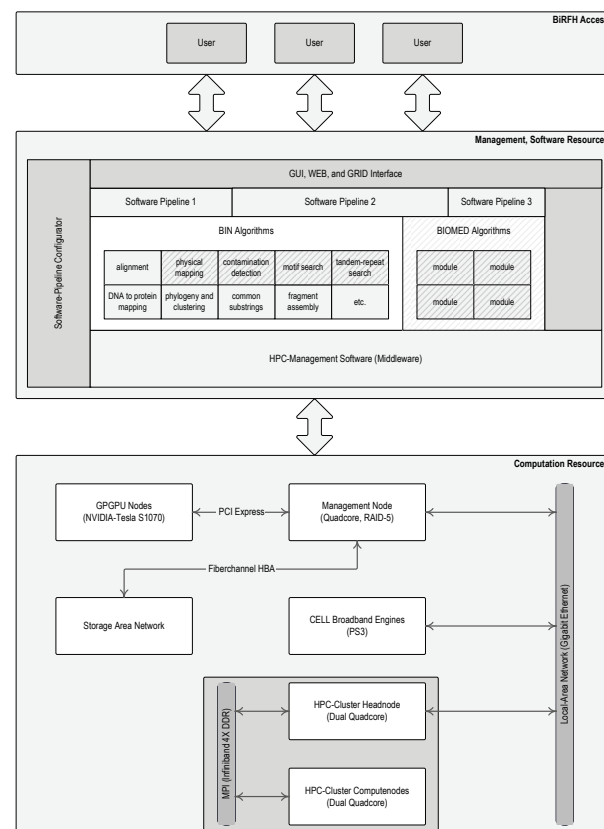 BiRFH Acces
User
User
User
Management, Software Resource
Software-Pipeline Configurator
GUI, WEB, and GRID Interface
Software Pipeline 1
Software Pipeline 2
Software Pipeline 3
BIN Algorithms
BIOMED Algorithms
alignment
physical
mapping
contamination
detection
motif search
tandem-repeat
search
DNA to protein
mapping
phylogeny and
clustering
common
substrings
fragment
assembly
etc.
module
module
module
module
HPC-Management Software (Middleware)
Computation Resource
GPGPU Nodes
(NVIDIA-Tesla S1070)
PCI Express
Management Node
(Quadcore, RAID-5)
Fiberchannel HBA
Storage Area Network
CELL Broadband Engines
(PS3)
Local-Area Network (Gigabit Ethernet)
MPI (Infiniband 4X DDR)
HPC-Cluster Headnode
(Dual Quadcore)
HPC-Cluster Computenodes
(Dual Quadcore)